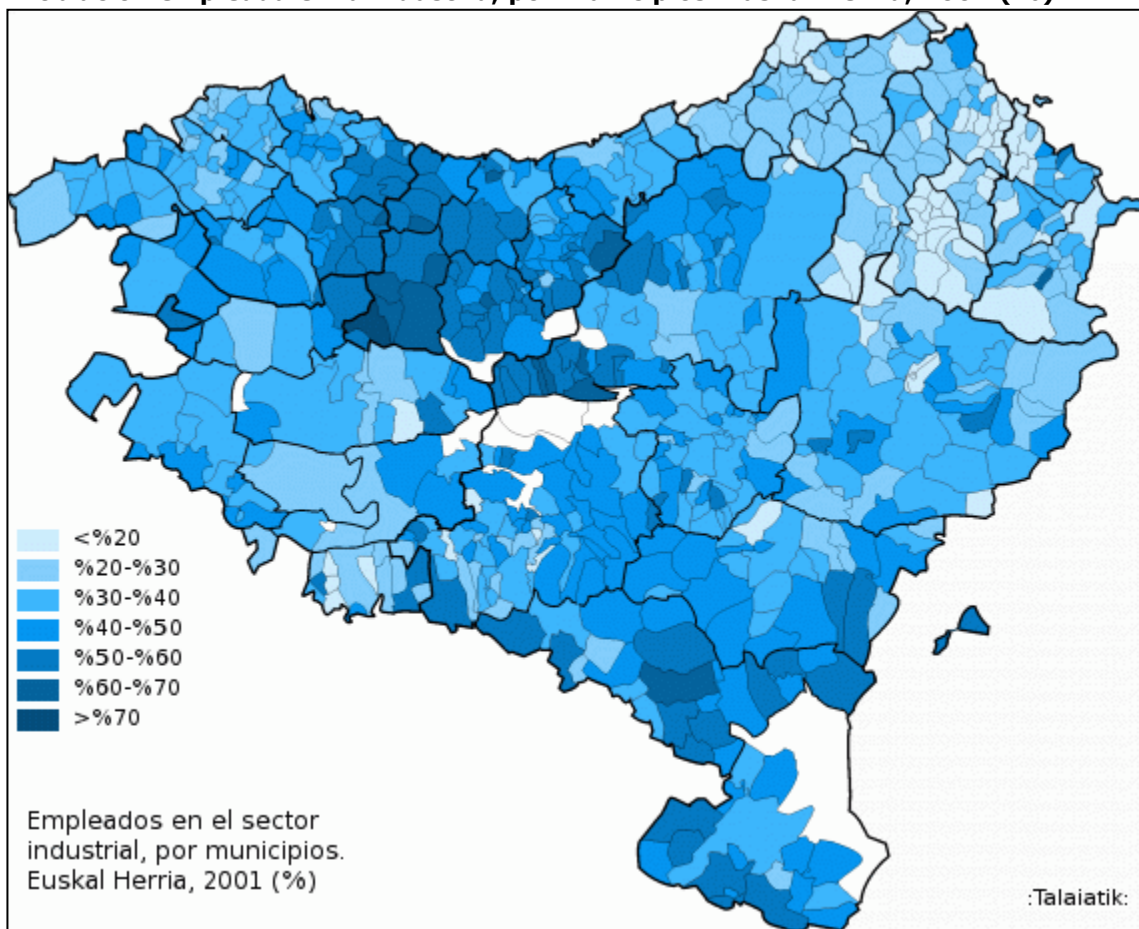 <%20
%20-%30
%30-%40
%40-%50
%50-%60
%60-%70
>%70
Empleados en el sector
industrial, por municipios.
Euskal Herria, 2001 (%)
:Talaiatik: